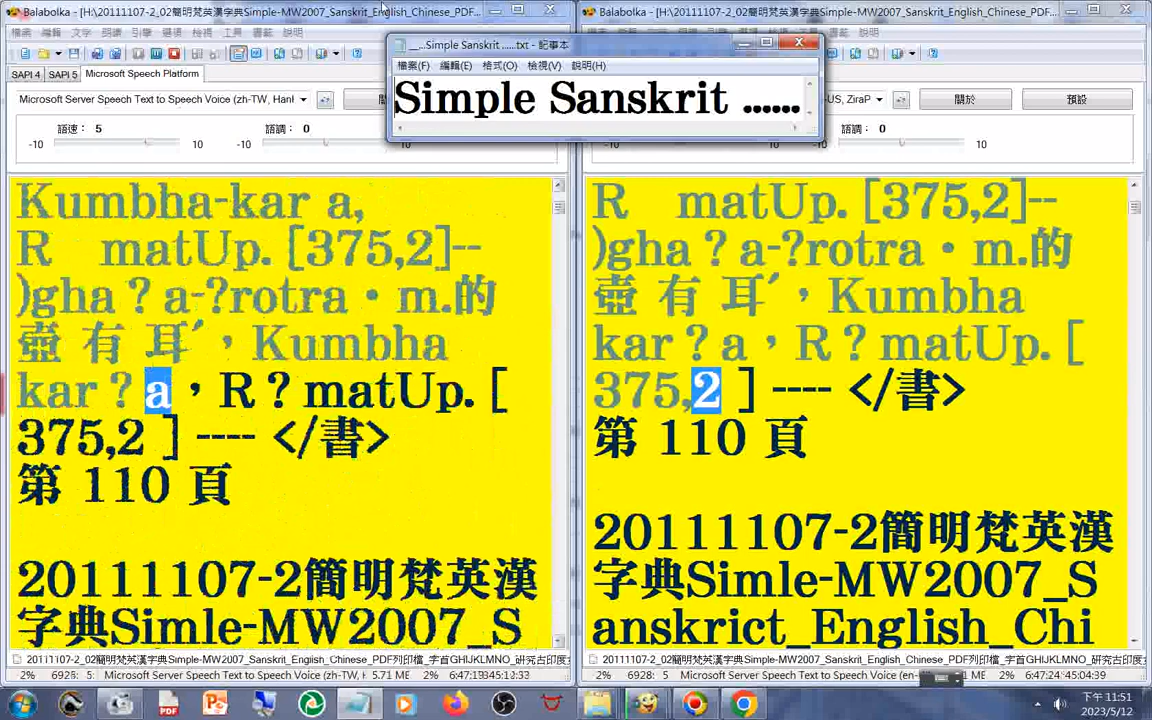 Balabolka - [H:\20111107-2_02簡明梵英漢字典Simple-MW2007_Sanskrit_English_Chinese_PDF...
Balabolka - [H:\20111107-2_02簡明梵英漢字典Simple-MW2007_Sanskrit_English_Chinese_PDF...
__...Simple Sanskrit ......txt - 記事本
檔案(F) 編輯(E) 格式(O) 檢視(V) 說明(H)
Simple Sanskrit ......
SAPI 4 SAPI 5 Microsoft Speech Platform
Microsoft Server Speech Text to Speech Voice (zh-TW, Han
-US, ZiraP 關於 預設
語速: 5 語調: 0
-10 10 -10 10
語調: 0
10
Kumbha-kar a,
R matUp. [375,2]--
)gha ? a-?rotra・m.的
壺 有 耳´，Kumbha
kar ? a，R ? matUp. [
375,2 ] ---- </書>
第 110 頁
20111107-2簡明梵英漢
字典Simle-MW2007_S
R matUp. [375,2]--
)gha ? a-?rotra・m.的
壺 有 耳´，Kumbha
kar ? a，R ? matUp. [
375,2 ] ---- </書>
第 110 頁
20111107-2簡明梵英漢
字典Simle-MW2007_S
anskrict_English_Chi
20111107-2_02簡明梵英漢字典Simple-MW2007_Sanskrit_Engish_Chinese_PDF列印檔_字首GHIJKLMNO_研究古印度
20111107-2_02簡明梵英漢字典Simple-MW2007_Sanskrit_English_Chinese_PDF列印檔_字首GHIJKLMNO_研究古印度
2% 6925: 5: Microsoft Server Speech Text to Speech Voice (zh-TW, 5.71 ME
2% 6928: 5 Microsoft Server Speech Text to Speech Voice (en-U 5.71 ME 2% 6:47:24-45:04:39
下午 11:51
2023/5/12